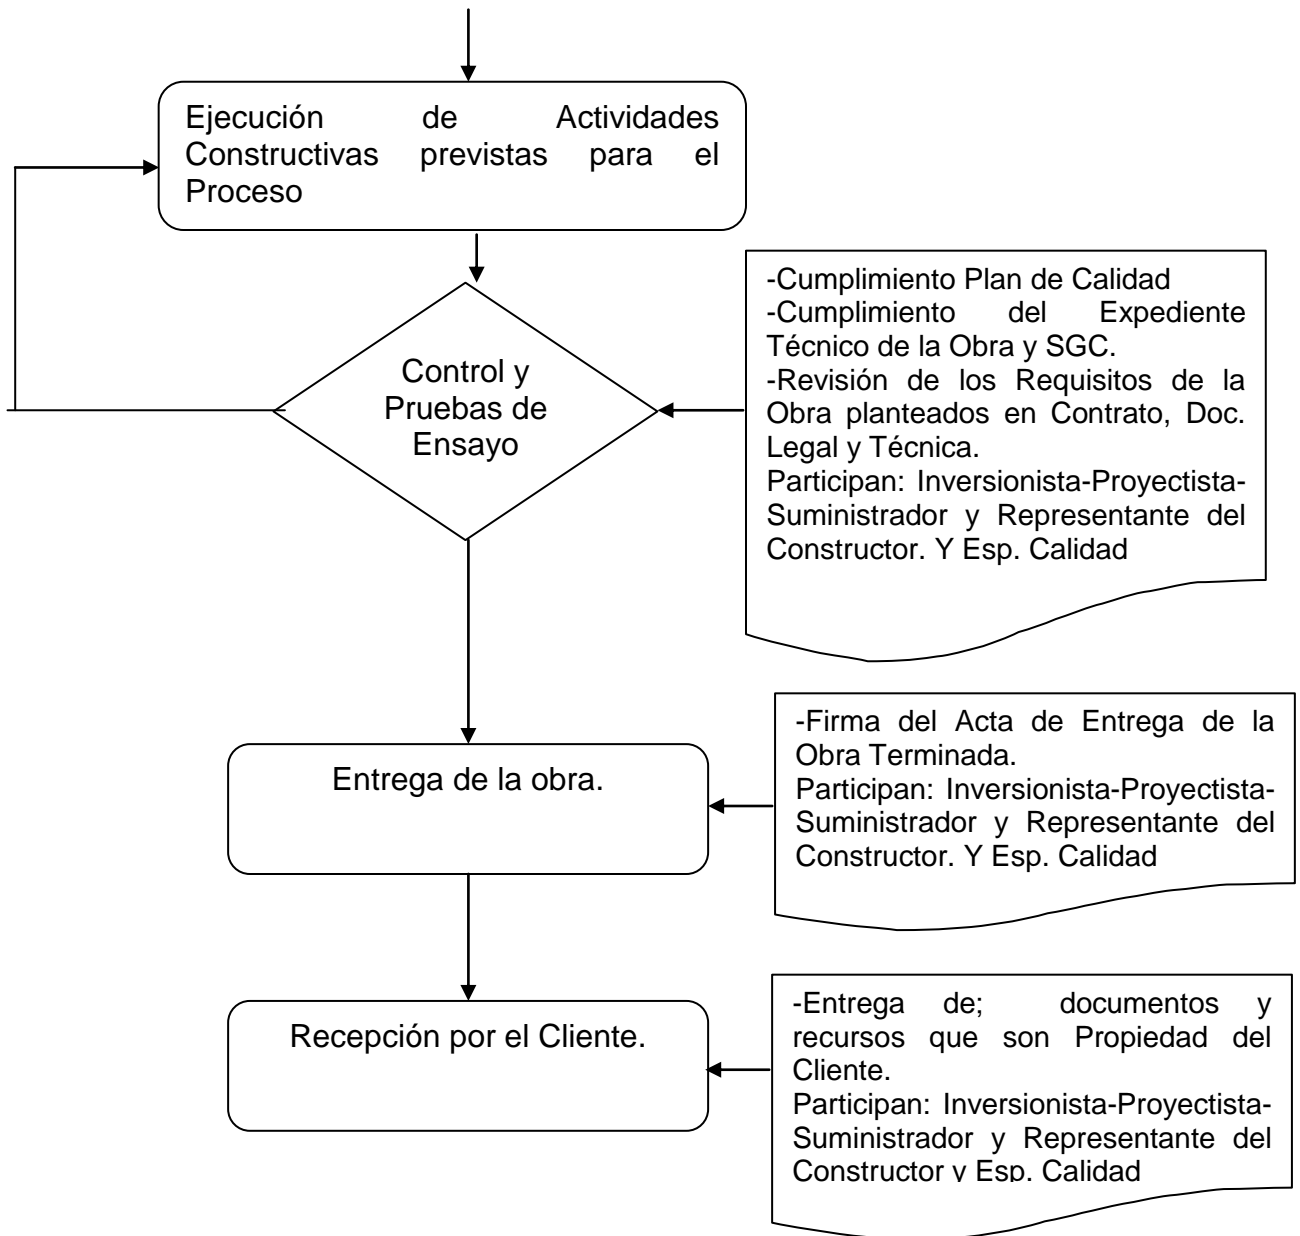 Ejecución de Actividades
Constructivas previstas para el
Proceso
-Cumplimiento Plan de Calidad
-Cumplimiento del Expediente
Técnico de la Obra y SGC.
-Revisión de los Requisitos de la
Obra planteados en Contrato, Doc.
Legal y Técnica.
Participan: Inversionista-Proyectista-
Suministrador y Representante del
Constructor. Y Esp. Calidad
Control y
Pruebas de
Ensayo
-Firma del Acta de Entrega de la
Obra Terminada.
Participan: Inversionista-Proyectista-
Suministrador y Representante del
Constructor. Y Esp. Calidad
Entrega de la obra.
-Entrega de; documentos y
recursos que son Propiedad del
Cliente.
Participan: Inversionista-Proyectista-
Suministrador y Representante del
Constructor y Esp. Calidad
Recepción por el Cliente.